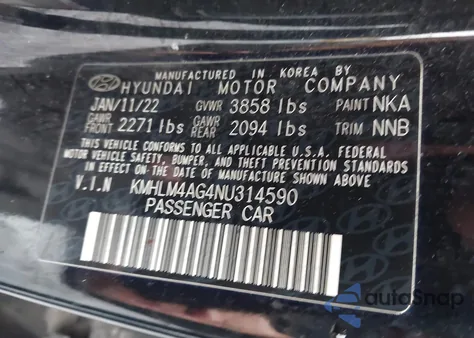 MANUFACTURED IN KOREA BY
HYUNDAI MOTOR COMPANY
JAN/11/22 GVWR 3858 lbs PAINT NKA
GAWR FRONT 2271 lbs GAWR REAR 2094 lbs TRIM NNB
THIS VEHICLE CONFORMS TO ALL APPLICABLE U.S.A. FEDERAL
MOTOR VEHICLE SAFETY, BUMPER, AND THEFT PREVENTION STANDARDS
IN EFFECT ON THE DATE OF MANUFACTURE SHOWN ABOVE.
V.I.N KMHLM4AG4NU314590
PASSENGER CAR
autoSnap